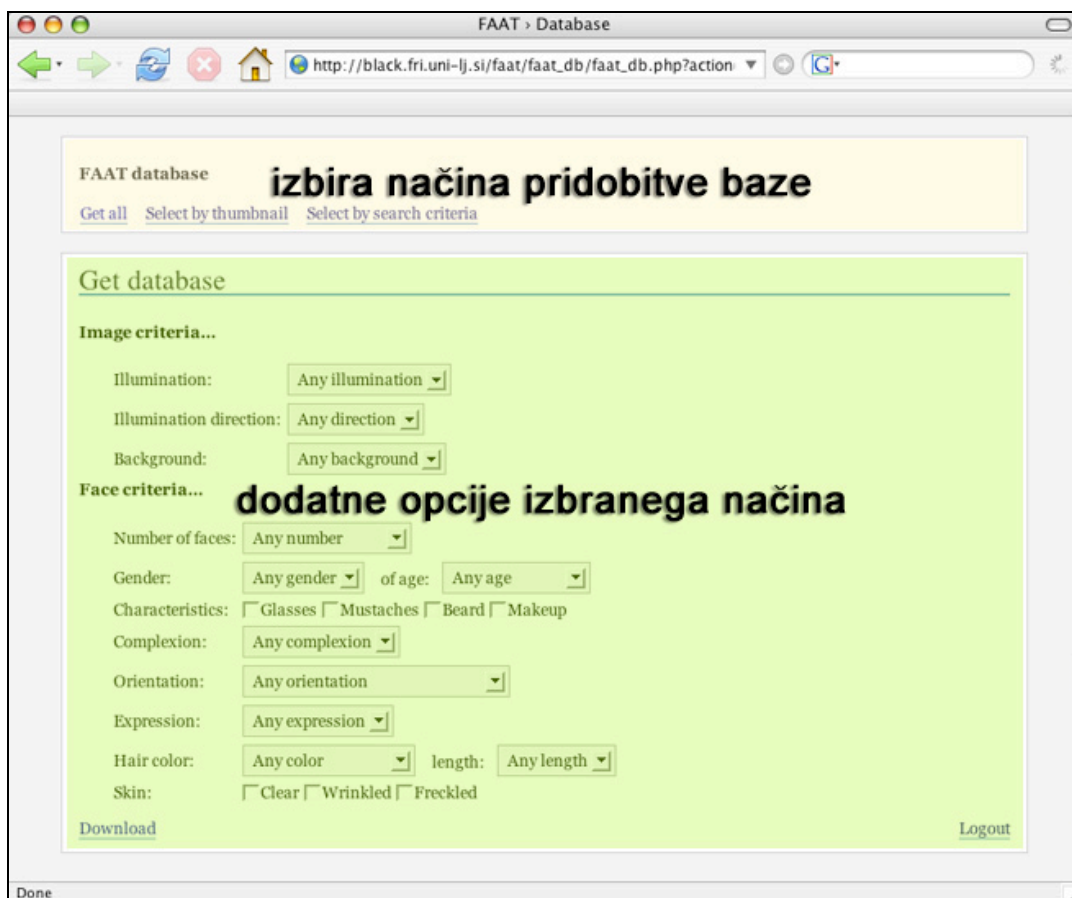 FAAT › Database
http://black.fri.uni-lj.si/faat/faat_db/faat_db.php?action
G
FAAT database
izbira načina pridobitve baze
Get all Select by thumbnail Select by search criteria
Get database
Image criteria...
Illumination: Any illumination
Illumination direction: Any direction
Background: Any background
Face criteria...
dodatne opcije izbranega načina
Number of faces: Any number
Gender: Any gender of age: Any age
Characteristics: Glasses Mustaches Beard Makeup
Complexion: Any complexion
Orientation: Any orientation
Expression: Any expression
Hair color: Any color length: Any length
Skin: Clear Wrinkled Freckled
Download Logout
Done